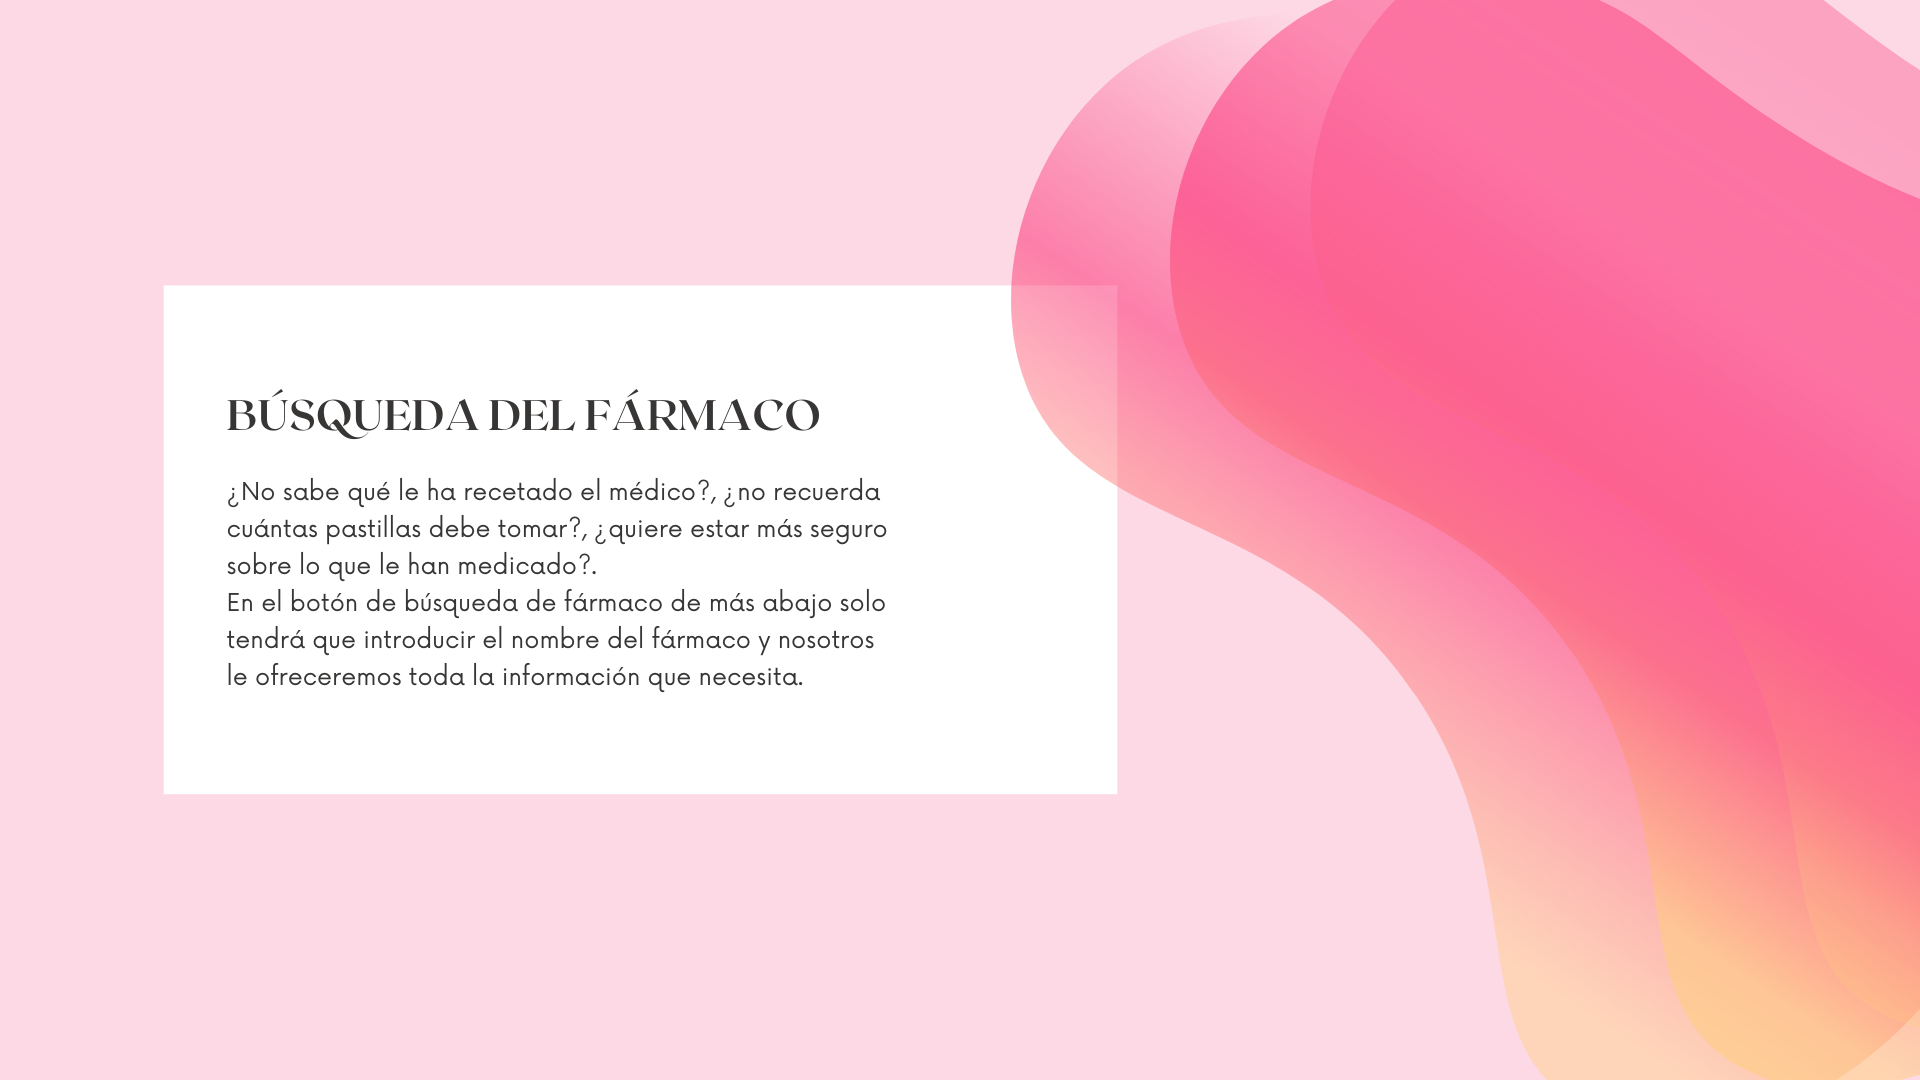 BÚSQUEDA DEL FÁRMACO
¿No sabe qué le ha recetado el médico?, ¿no recuerda
cuántas pastillas debe tomar?, ¿quiere estar más seguro
sobre lo que le han medicado?.
En el botón de búsqueda de fármaco de más abajo solo
tendrá que introducir el nombre del fármaco y nosotros
le ofreceremos toda la información que necesita.